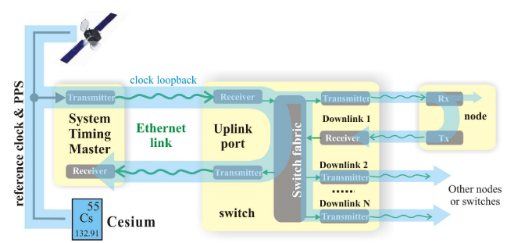 reference clock & PPS
clock loopback
Transmitter
Receiver
Transmitter
Rx
System
Timing
Master
Ethernet
link
Uplink
port
Switch fabric
Downlink 1
node
Receiver
Tx
Receiver
Transmitter
Downlink 2
Transmitter
Other nodes
or switches
......
Downlink N
switch
Transmitter
55
Cs
132.91
Cesium